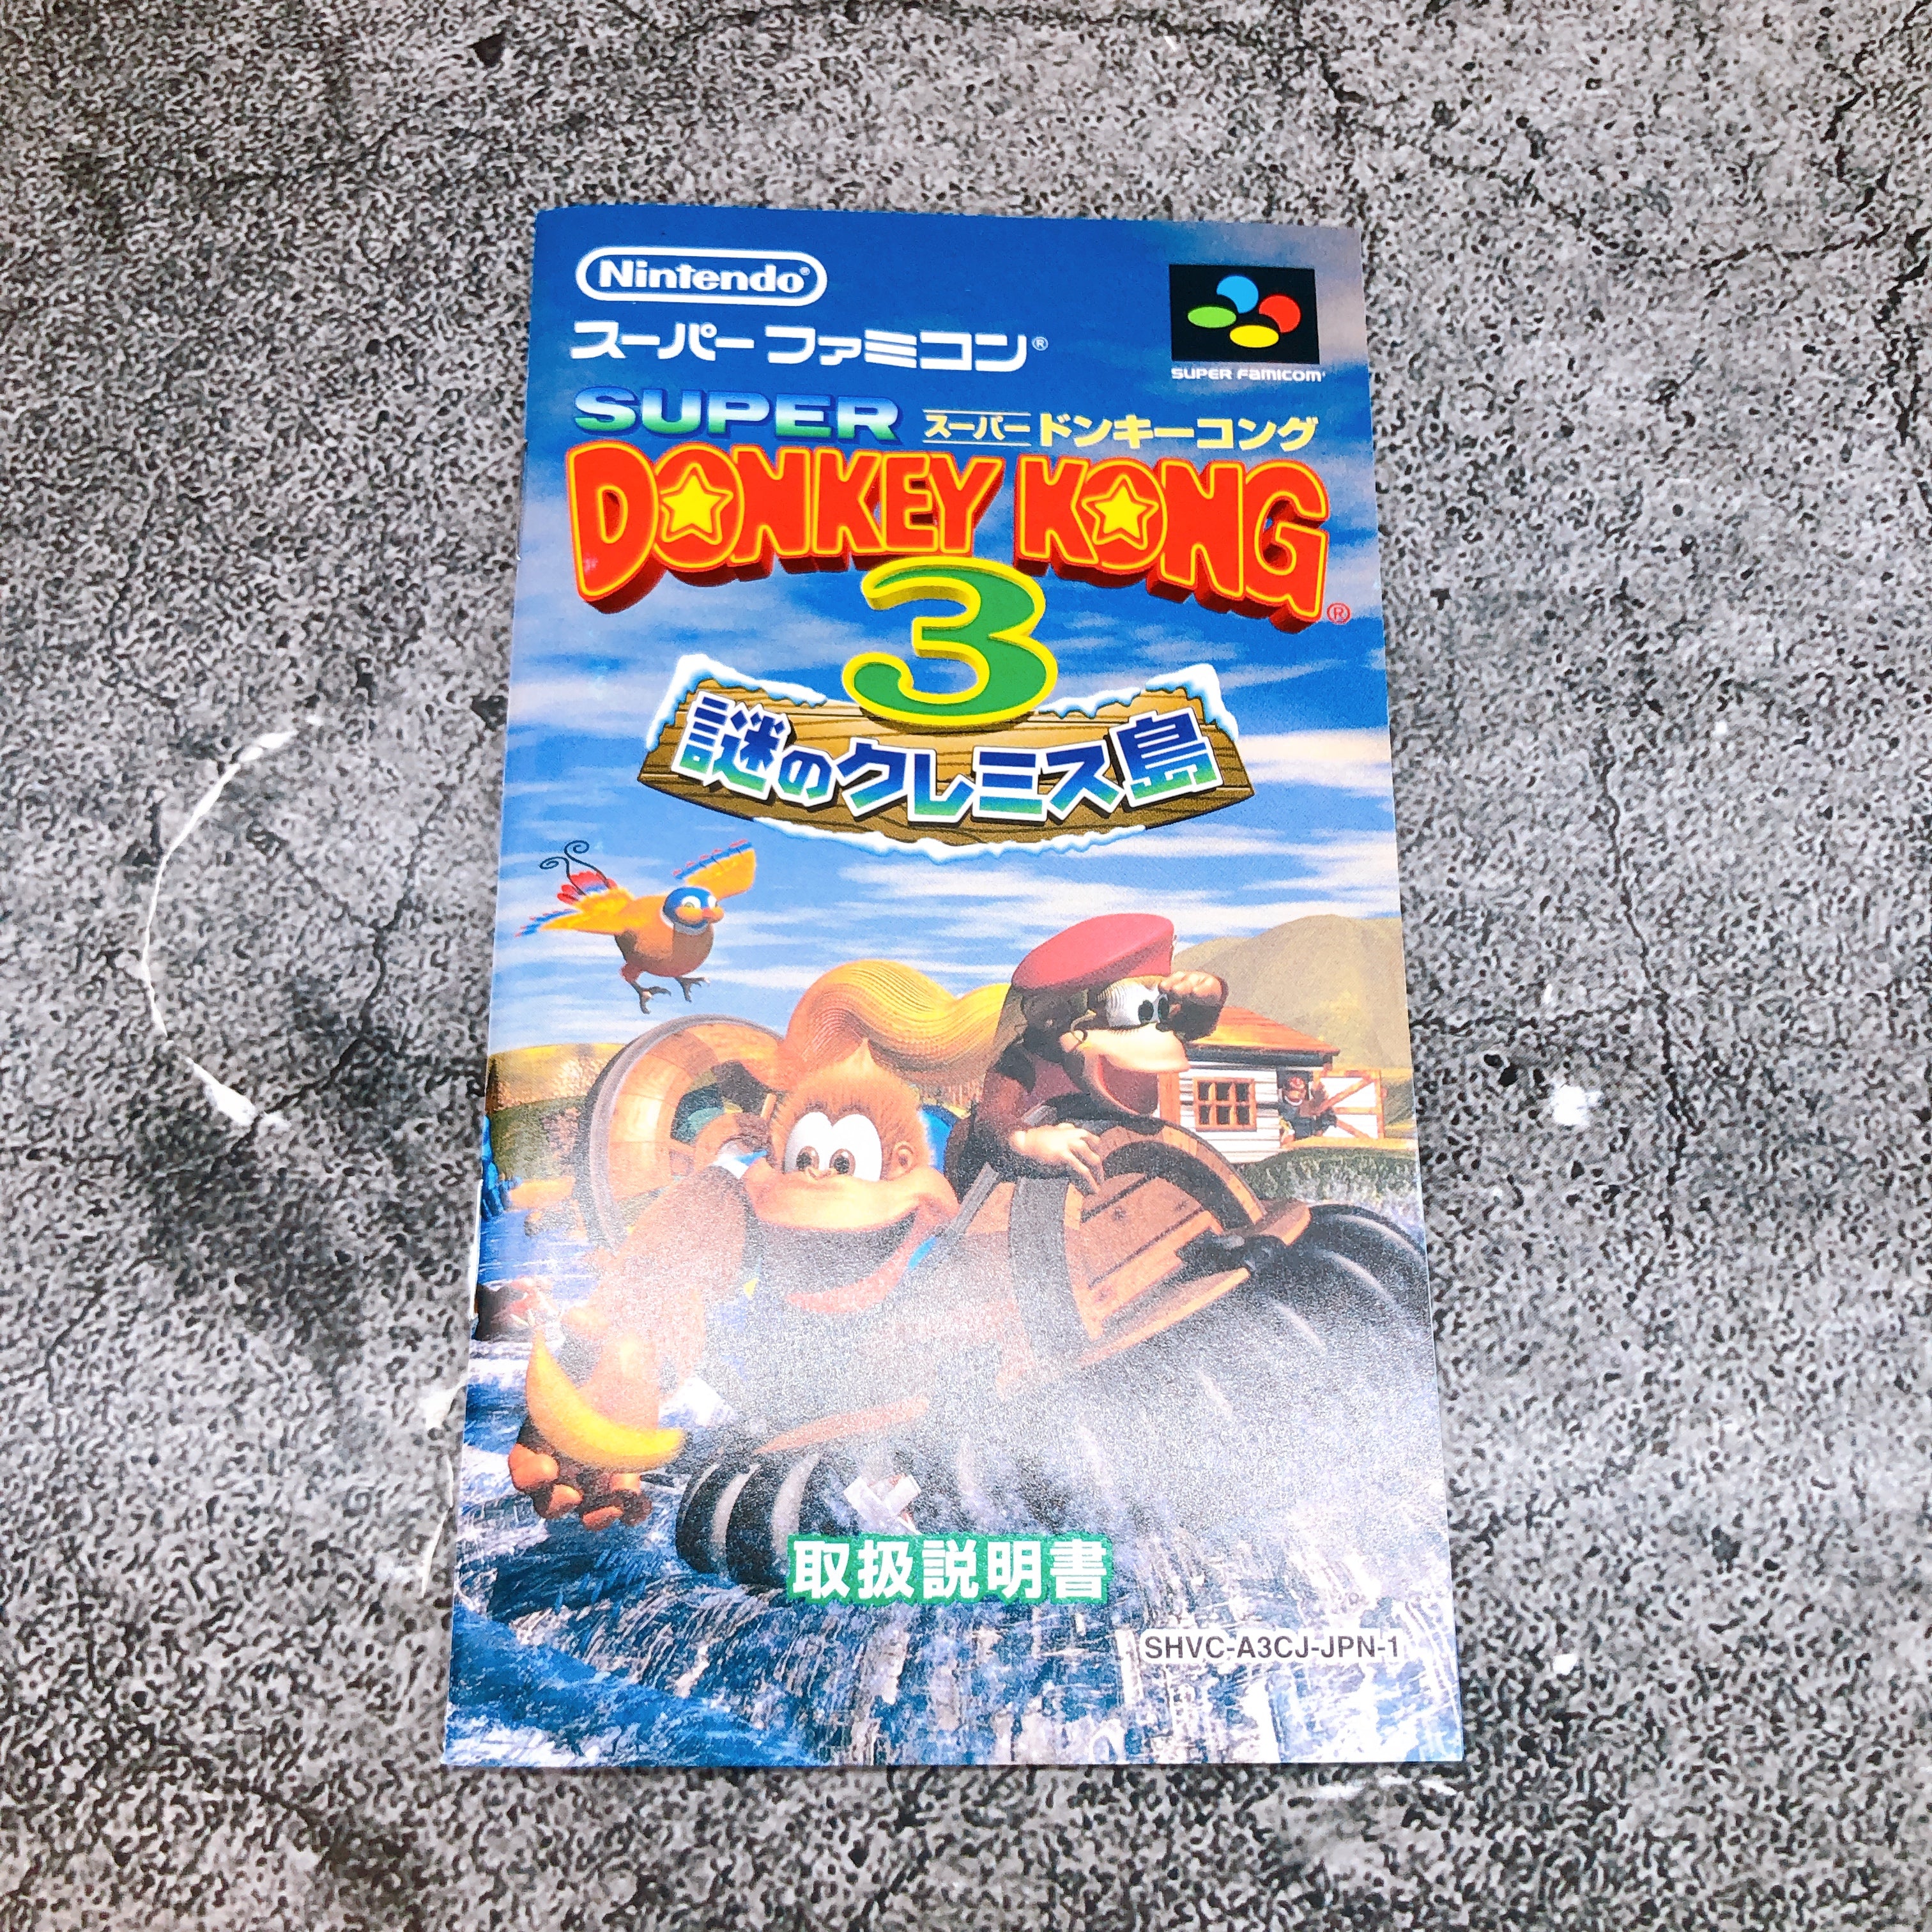 Nintendo®
スーパーファミコン®
SUPER FAMICOM
SUPER スーパードンキーコング
DONKEY KONG®
3
謎のクレミス島
取扱説明書
SHVC-A3CJ-JPN-1